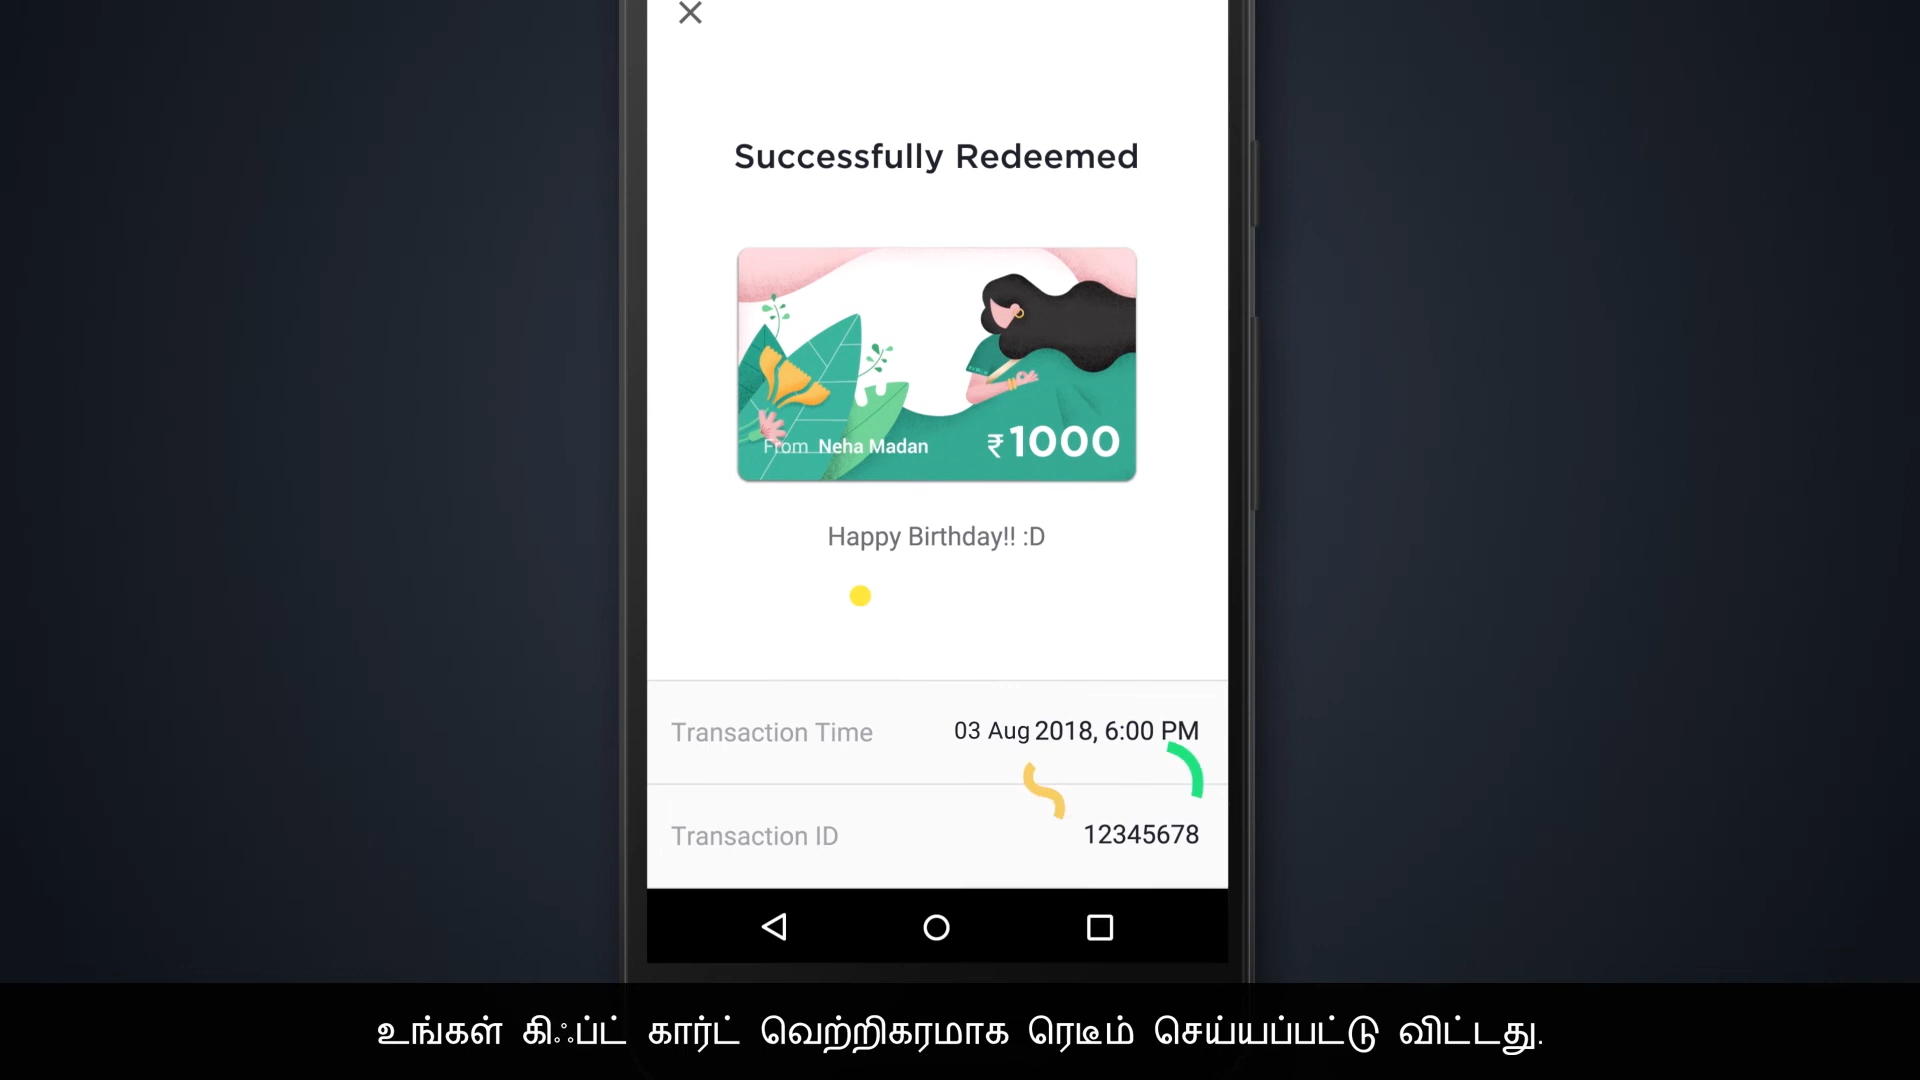 Successfully Redeemed
From Neha Madan ₹1000
Happy Birthday!! :D
Transaction Time 03 Aug 2018, 6:00 PM
Transaction ID 12345678
உங்கள் கிஃப்ட் கார்ட் வெற்றிகரமாக ரெடீம் செய்யப்பட்டு விட்டது.